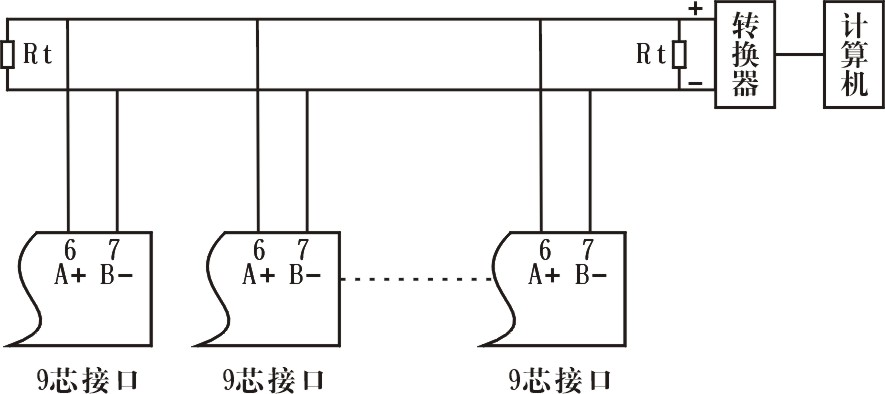 +
Rt
Rt
-
转换器
计算机
6 7
A+ B-
6 7
A+ B-
6 7
A+ B-
9芯接口
9芯接口
9芯接口